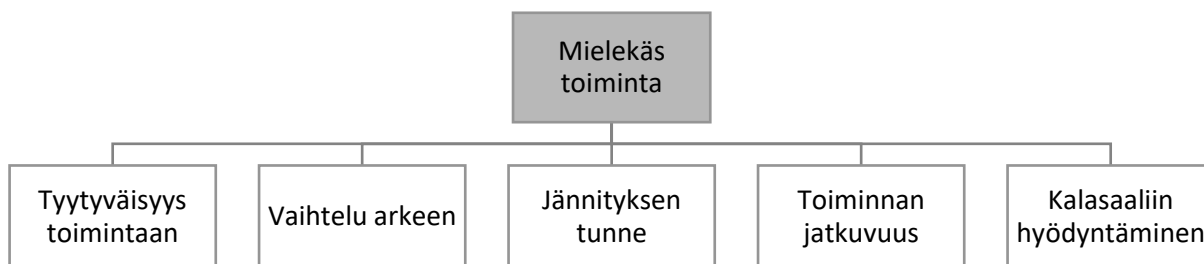 Mielekäs
toiminta
Tyytyväisyys
toimintaan
Vaihtelu arkeen
Jännityksen
tunne
Toiminnan
jatkuvuus
Kalasaaliin
hyödyntäminen